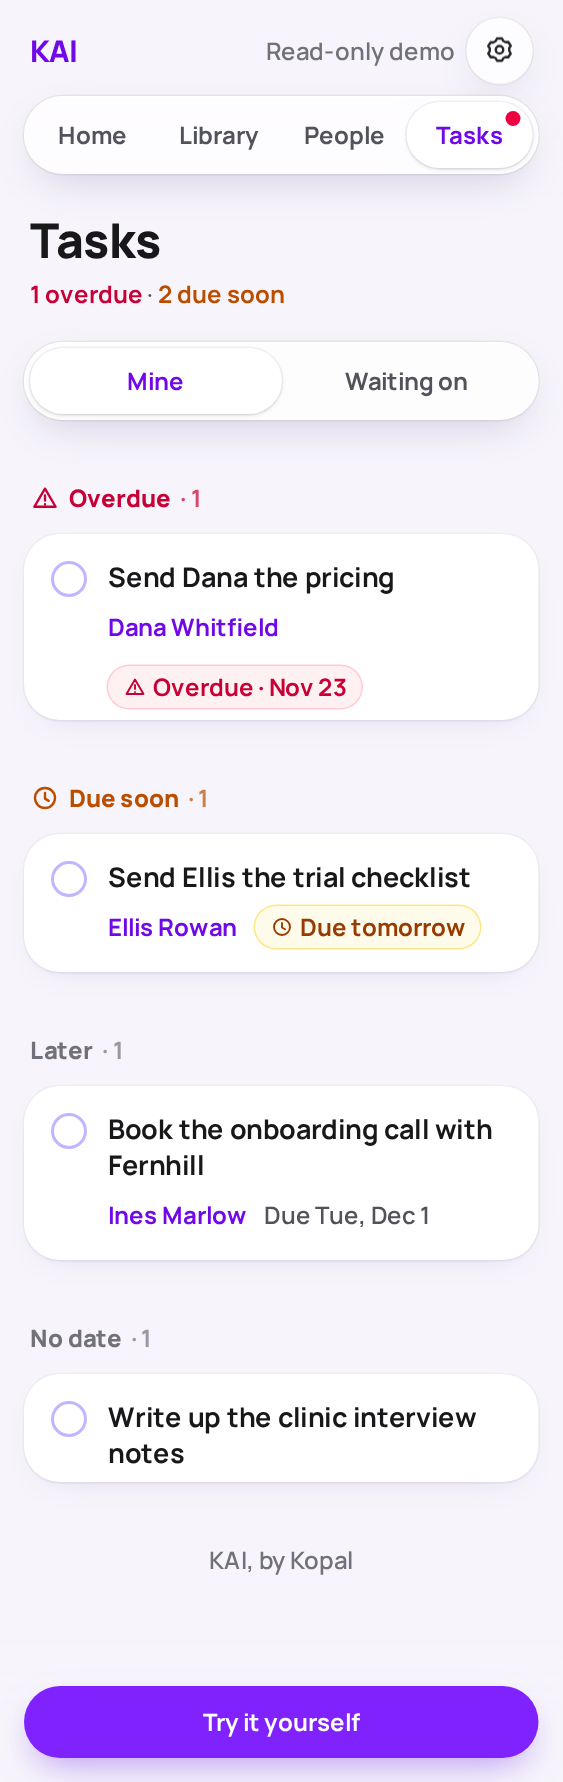 KAI
Read-only demo
Home Library People Tasks
Tasks
1 overdue · 2 due soon
Mine Waiting on
Overdue · 1
Send Dana the pricing
Dana Whitfield
Overdue · Nov 23
Due soon · 1
Send Ellis the trial checklist
Ellis Rowan Due tomorrow
Later · 1
Book the onboarding call with
Fernhill
Ines Marlow Due Tue, Dec 1
No date · 1
Write up the clinic interview
notes
KAI, by Kopal
Try it yourself